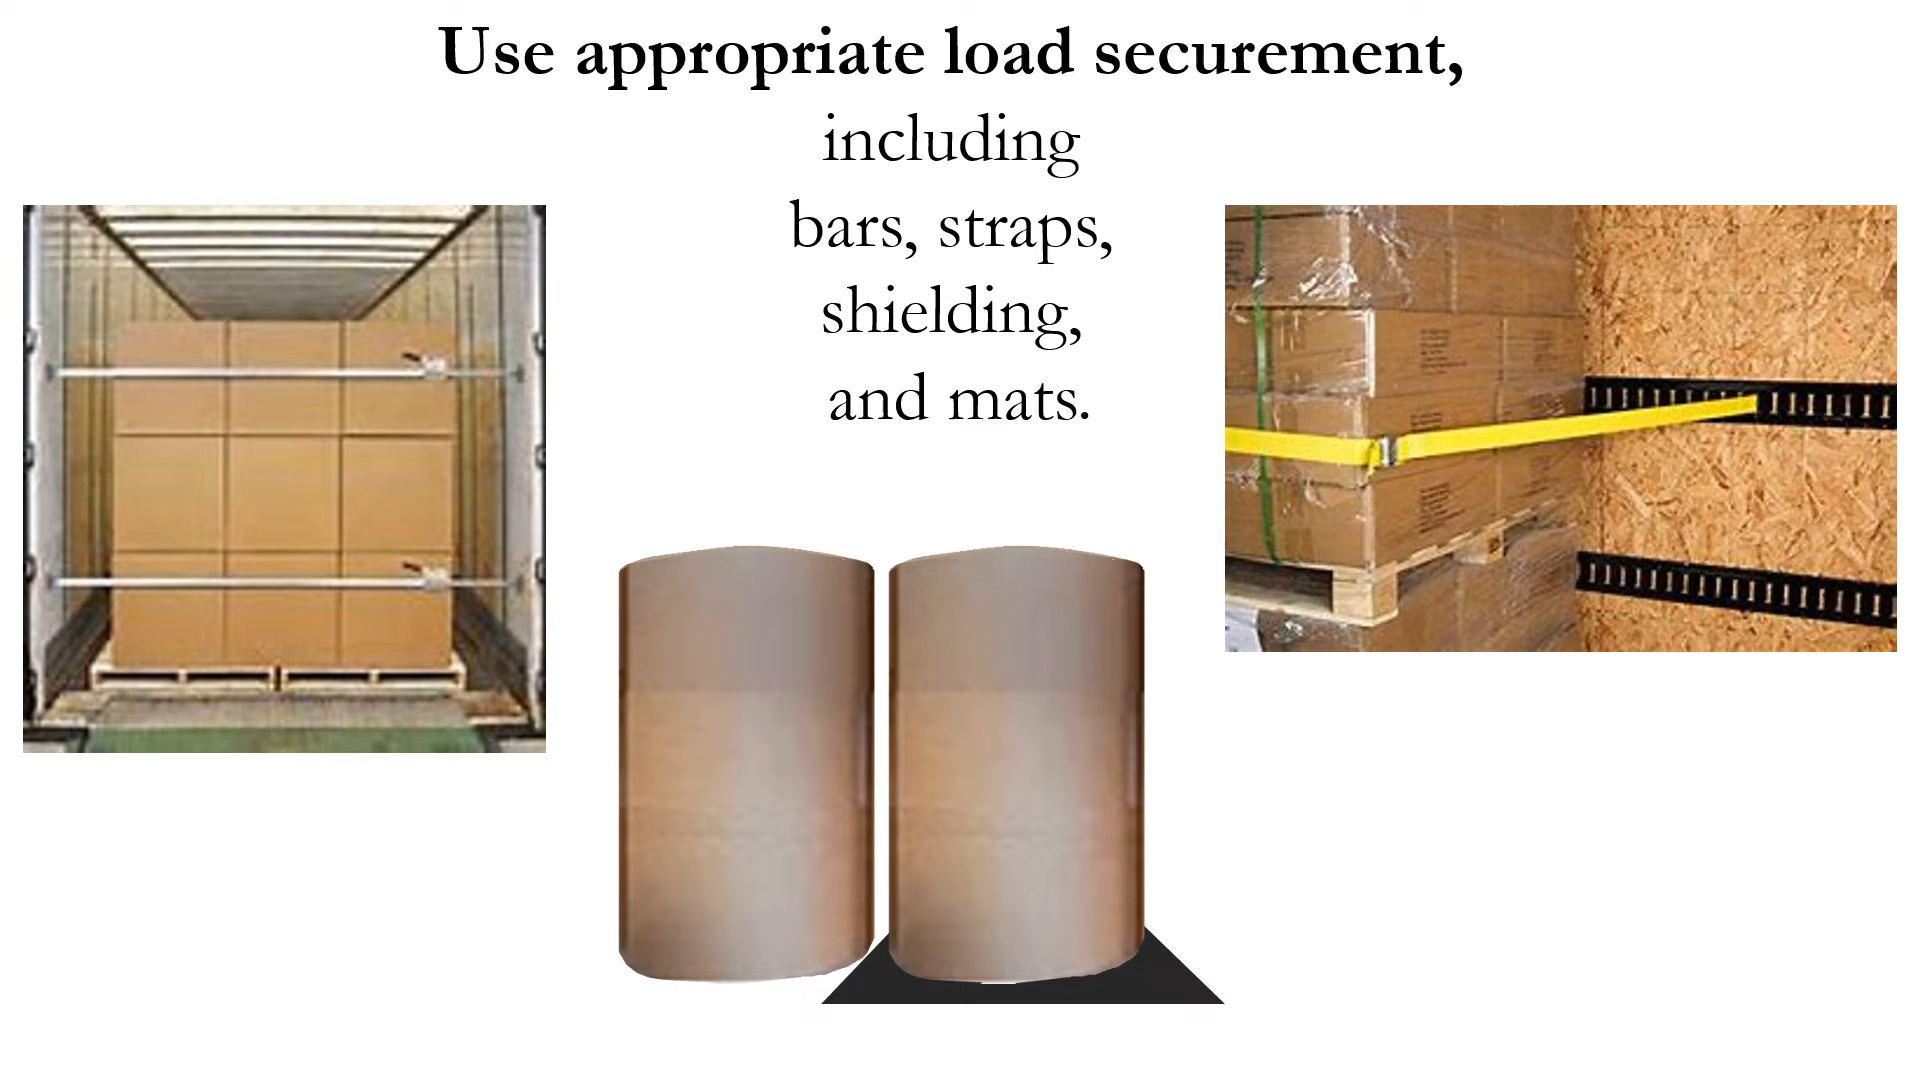 Use appropriate load securement,
including
bars, straps,
shielding,
and mats.